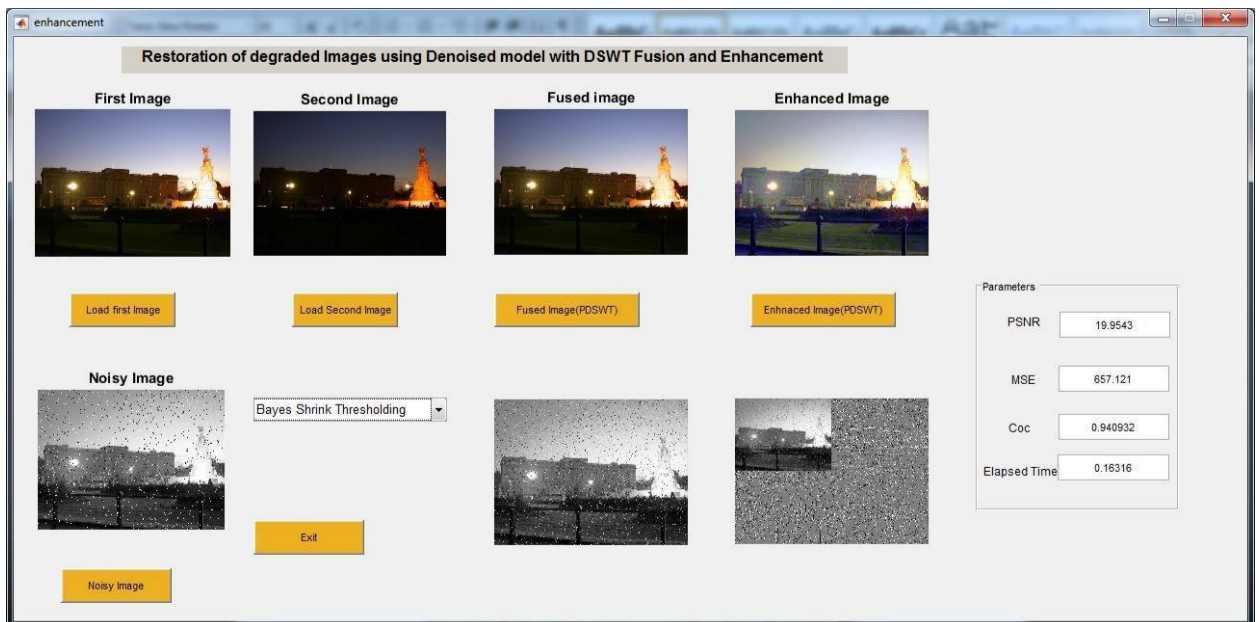 enhancement
Restoration of degraded Images using Denoised model with DSWT Fusion and Enhancement
First Image
Second Image
Fused image
Enhanced Image
Load first Image
Load Second Image
Fused Image(PDSWT)
Enhnaced Image(PDSWT)
Parameters
PSNR 19.9543
MSE 657.121
Coc 0.940932
Elapsed Time 0.16316
Noisy Image
Bayes Shrink Thresholding
Exit
Noisy Image